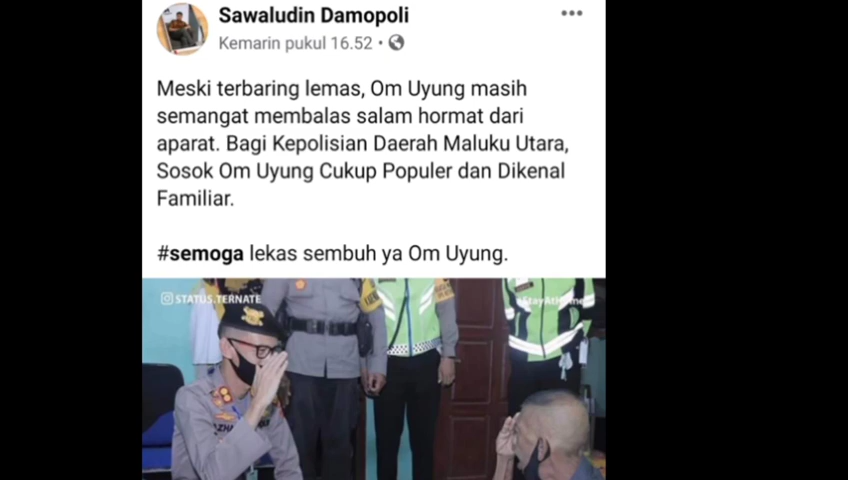 Sawaludin Damopoli
Kemarin pukul 16.52
Meski terbaring lemas, Om Uyung masih
semangat membalas salam hormat dari
aparat. Bagi Kepolisian Daerah Maluku Utara,
Sosok Om Uyung Cukup Populer dan Dikenal
Familiar.
#semoga lekas sembuh ya Om Uyung.
STATUS.TERNATE